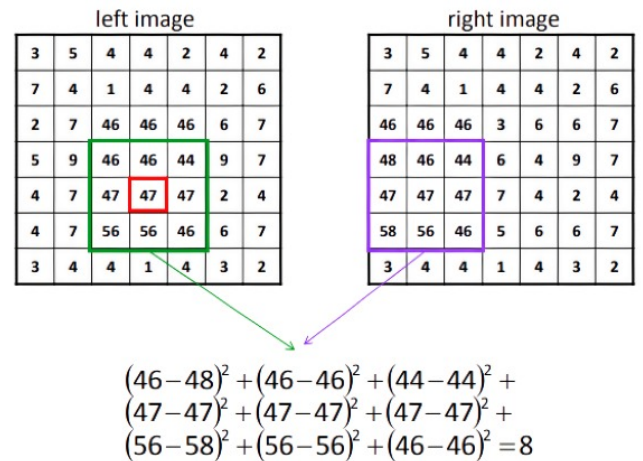 left image right image
3 5 4 4 2 4 2 3 5 4 4 2 4 2
7 4 1 4 4 2 6 7 4 1 4 4 2 6
2 7 46 46 46 6 7 46 46 46 3 6 6 7
5 9 46 46 44 9 7 48 46 44 6 4 9 7
4 7 47 47 47 2 4 47 47 47 7 4 2 4
4 7 56 56 46 6 7 58 56 46 5 6 6 7
3 4 4 1 4 3 2 3 4 4 1 4 3 2
(46−48)² +(46−46)² +(44−44)² +
(47−47)² +(47−47)² +(47−47)² +
(56−58)² +(56−56)² +(46−46)² =8